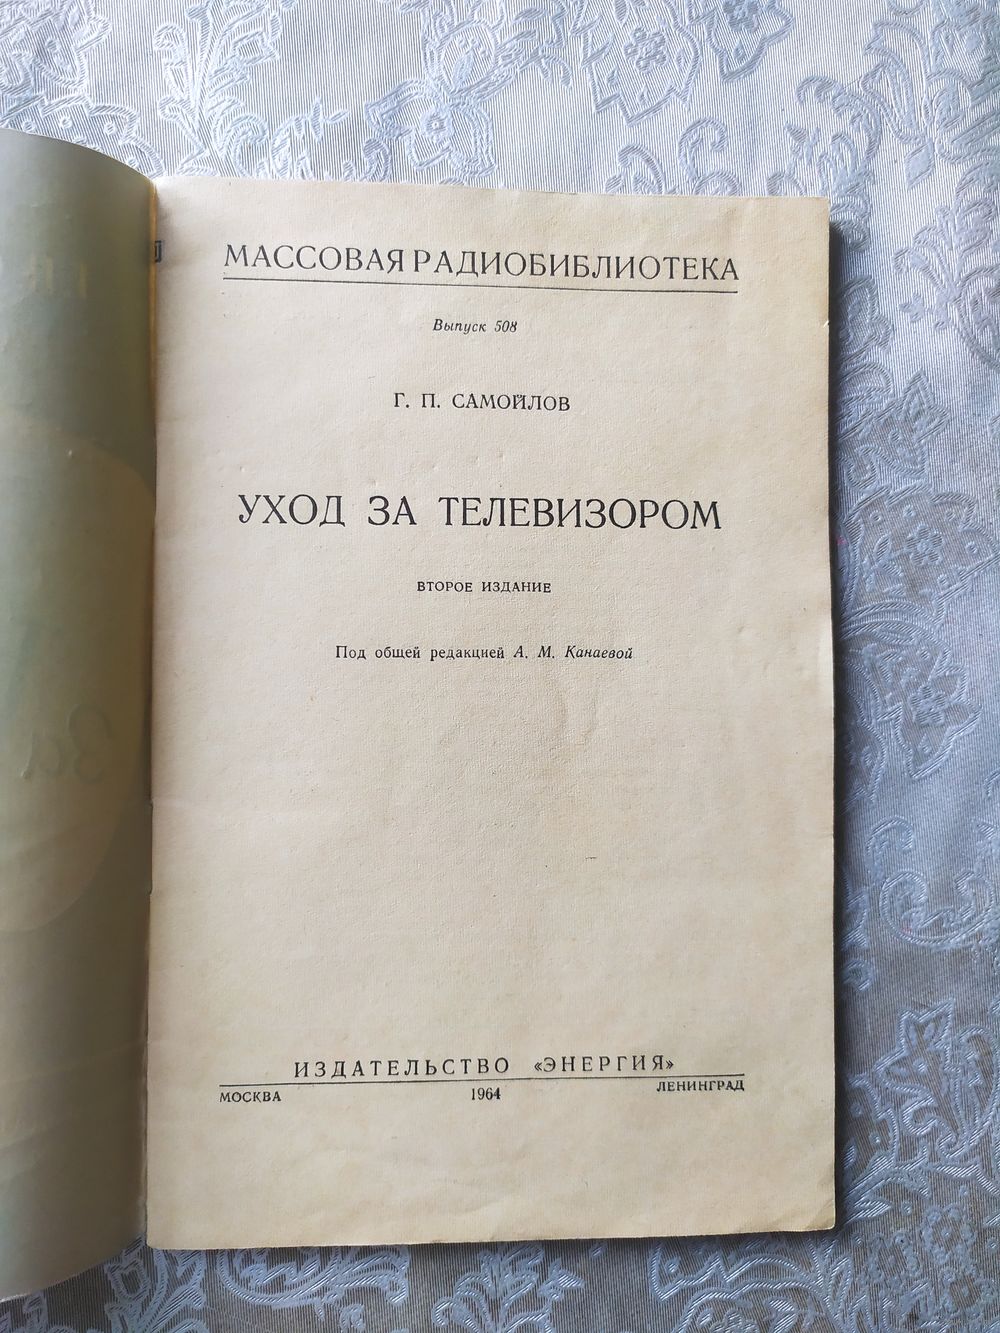 МАССОВАЯ РАДИОБИБЛИОТЕКА
Выпуск 508
Г. П. САМОЙЛОВ
УХОД ЗА ТЕЛЕВИЗОРОМ
ВТОРОЕ ИЗДАНИЕ
Под общей редакцией А. М. Канаевой
ИЗДАТЕЛЬСТВО «ЭНЕРГИЯ»
МОСКВА 1964 ЛЕНИНГРАД